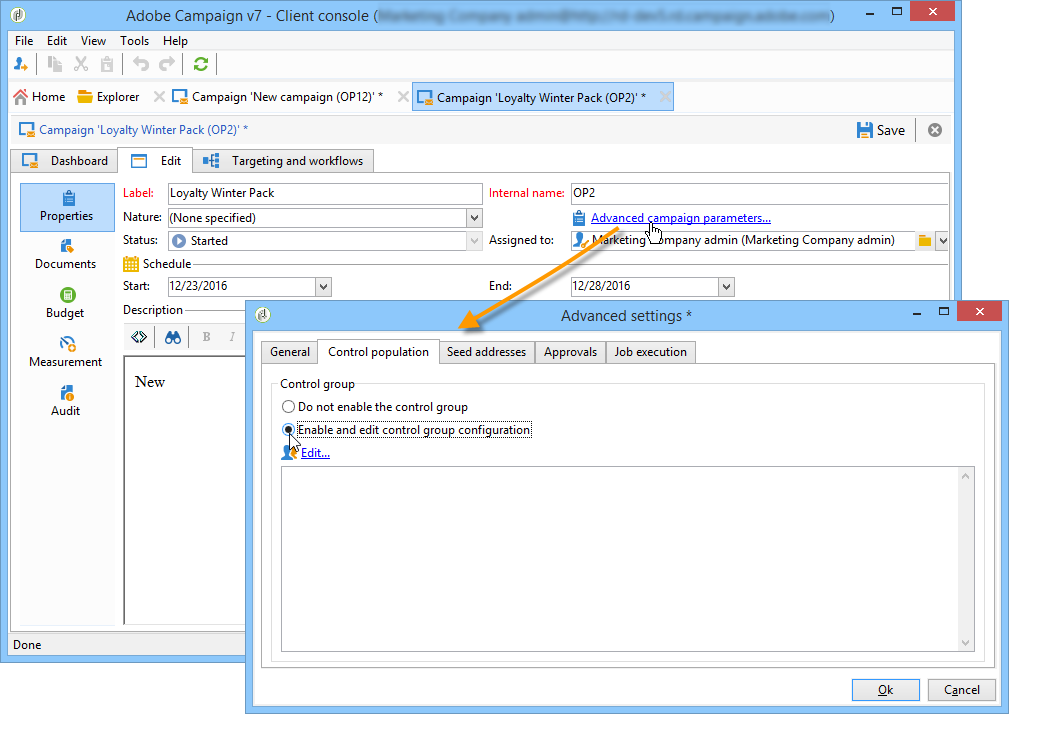 Adobe Campaign v7 - Client console ( )
File Edit View Tools Help
Home Explorer Campaign 'New campaign (OP12)' * Campaign 'Loyalty Winter Pack (OP2)' *
Campaign 'Loyalty Winter Pack (OP2)' * Save
Dashboard Edit Targeting and workflows
Label: Loyalty Winter Pack Internal name: OP2
Properties
Nature: (None specified) Advanced campaign parameters...
Status: Started Assigned to: Marketing Company admin (Marketing Company admin)
Documents
Schedule
Start: 12/23/2016 End: 12/28/2016
Budget
Description
B I
Measurement
New
Audit
Done
Advanced settings *
General Control population Seed addresses Approvals Job execution
Control group
Do not enable the control group
Enable and edit control group configuration
Edit...
Ok Cancel